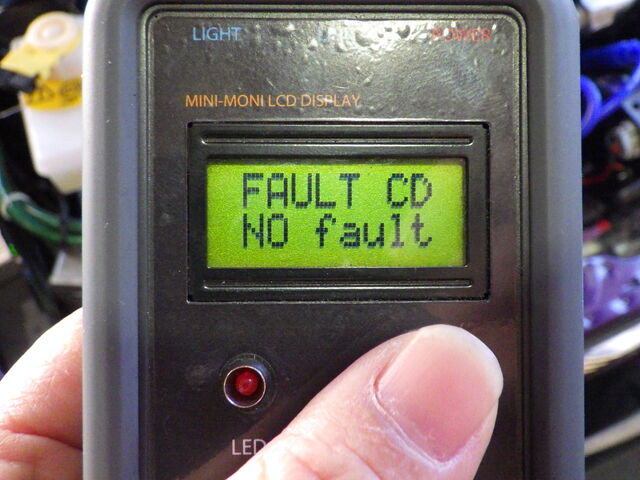 LIGHT POWER
MINI-MONI LCD DISPLAY
FAULT CD
NO fault
LED